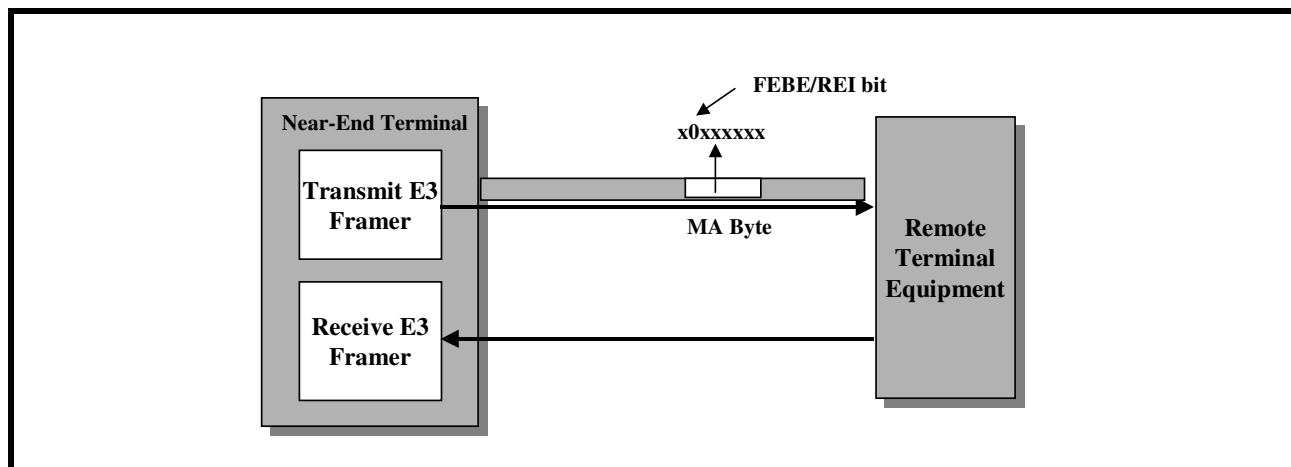 FEBE/REI bit
Near-End Terminal
x0xxxxxx
Transmit E3
Framer
MA Byte
Remote
Terminal
Equipment
Receive E3
Framer